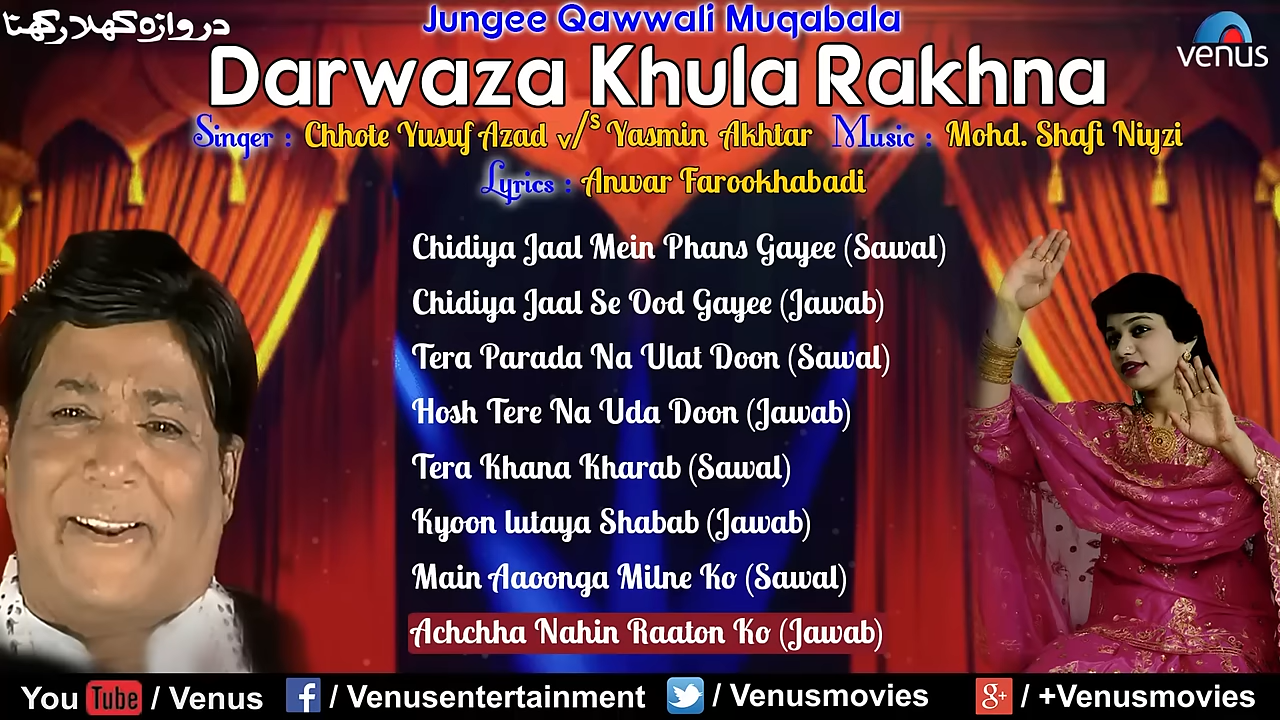 دروازه کھلا رکھنا
Jungee Qawwali Muqabala
venus
Darwaza Khula Rakhna
Singer : Chhote Yusuf Azad v/s Yasmin Akhtar Music : Mohd. Shafi Niyzi
Lyrics : Anwar Farookhabadi
Chidiya Jaal Mein Phans Gayee (Sawal)
Chidiya Jaal Se Ood Gayee (Jawab)
Tera Parada Na Ulat Doon (Sawal)
Hosh Tere Na Uda Doon (Jawab)
Tera Khana Kharab (Sawal)
Kyoon lutaya Shabab (Jawab)
Main Aaoonga Milne Ko (Sawal)
Achchha Nahin Raaton Ko (Jawab)
You Tube / Venus f / Venusentertainment / Venusmovies g+ / +Venusmovies